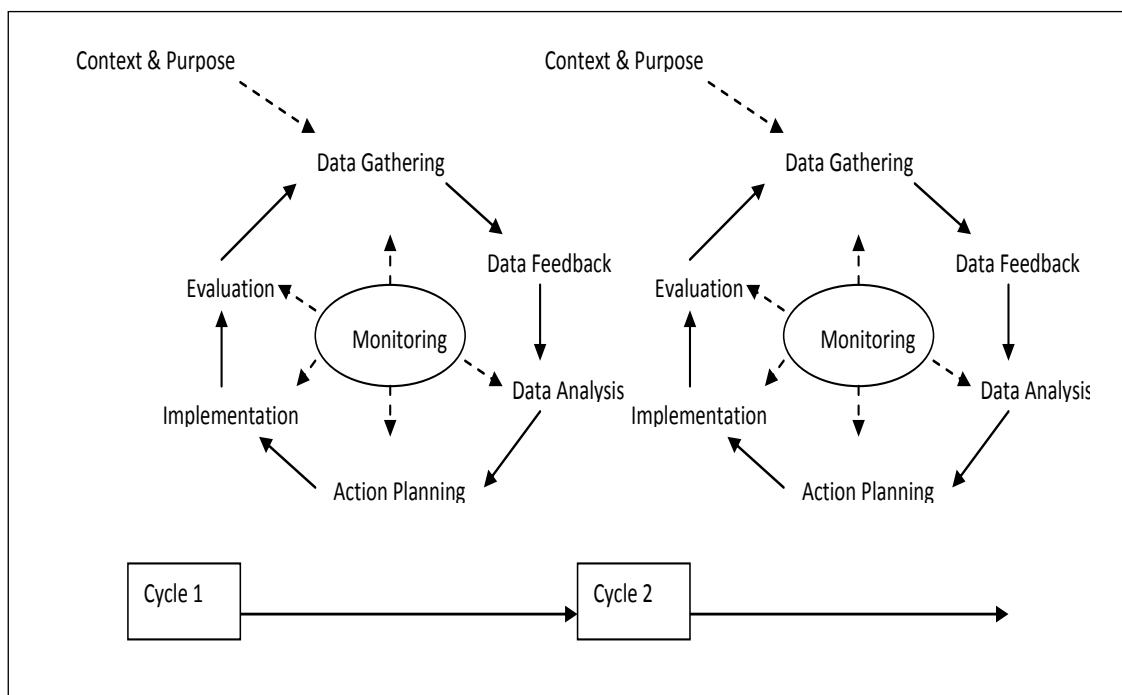 Context & Purpose
Data Gathering
Data Feedback
Evaluation
Monitoring
Data Analysis
Implementation
Action Planning
Context & Purpose
Data Gathering
Data Feedback
Evaluation
Monitoring
Data Analysis
Implementation
Action Planning
Cycle 1
Cycle 2